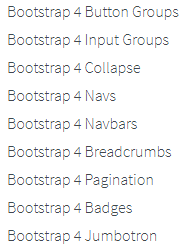 Bootstrap 4 Button Groups
Bootstrap 4 Input Groups
Bootstrap 4 Collapse
Bootstrap 4 Navs
Bootstrap 4 Navbars
Bootstrap 4 Breadcrumbs
Bootstrap 4 Pagination
Bootstrap 4 Badges
Bootstrap 4 Jumbotron